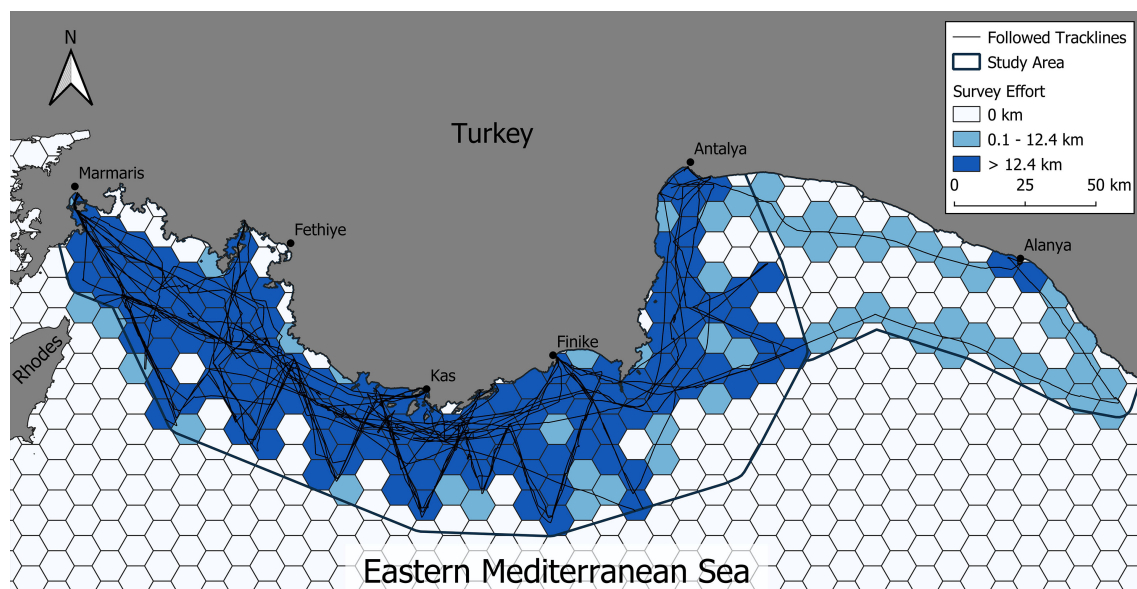 N
Turkey
Marmaris
Fethiye
Antalya
Alanya
Rhodes
Finike
Kas
Eastern Mediterranean Sea
Followed Tracklines
Study Area
Survey Effort
0 km
0.1 - 12.4 km
> 12.4 km
0 25 50 km